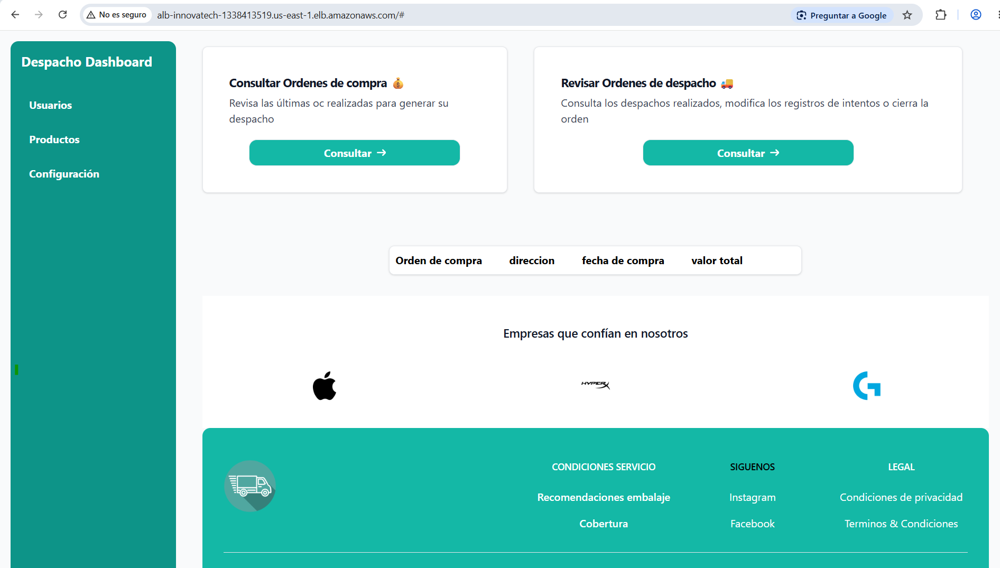 No es seguro
alb-innovatech-1338413519.us-east-1.elb.amazonaws.com/#
Preguntar a Google
Despacho Dashboard
Usuarios
Productos
Configuración
Consultar Ordenes de compra
Revisa las últimas oc realizadas para generar su
despacho
Consultar →
Revisar Ordenes de despacho
Consulta los despachos realizados, modifica los registros de intentos o cierra la
orden
Consultar →
Orden de compra direccion fecha de compra valor total
Empresas que confían en nosotros
HYPERX
CONDICIONES SERVICIO
Recomendaciones embalaje
Cobertura
SIGUENOS
Instagram
Facebook
LEGAL
Condiciones de privacidad
Terminos & Condiciones